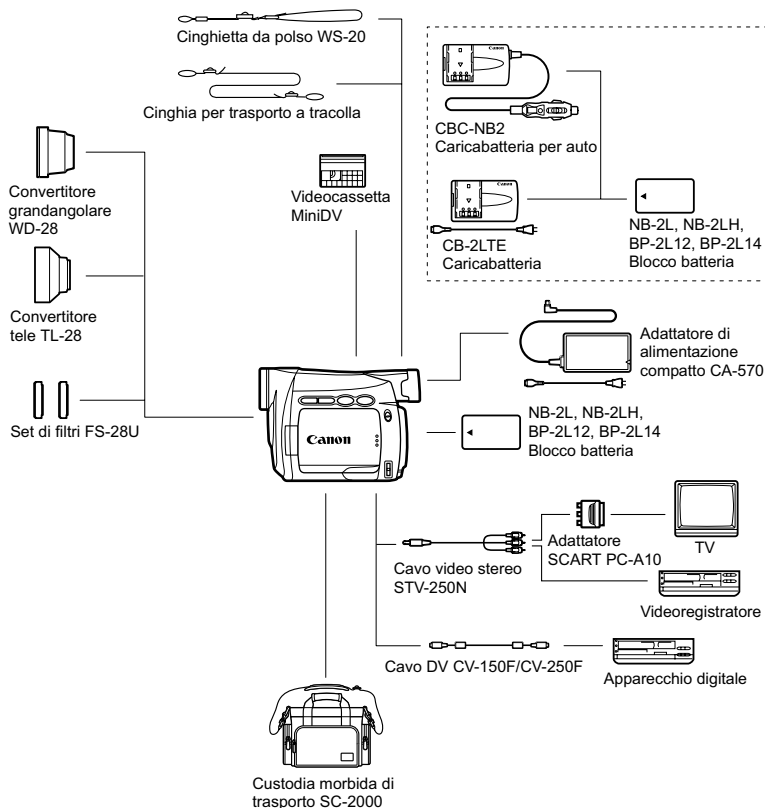 Cinghietta da polso WS-20
Cinghia per trasporto a tracolla
Canon
CBC-NB2
Caricabatteria per auto
Convertitore
grandangolare
WD-28
Videocassetta
MiniDV
Canon
CB-2LTE
Caricabatteria
NB-2L, NB-2LH,
BP-2L12, BP-2L14
Blocco batteria
Convertitore
tele TL-28
Adattatore di
alimentazione
compatto CA-570
Set di filtri FS-28U
Canon
NB-2L, NB-2LH,
BP-2L12, BP-2L14
Blocco batteria
Cavo video stereo
STV-250N
Adattatore
SCART PC-A10
TV
Videoregistratore
Cavo DV CV-150F/CV-250F
Apparecchio digitale
Custodia morbida di
trasporto SC-2000